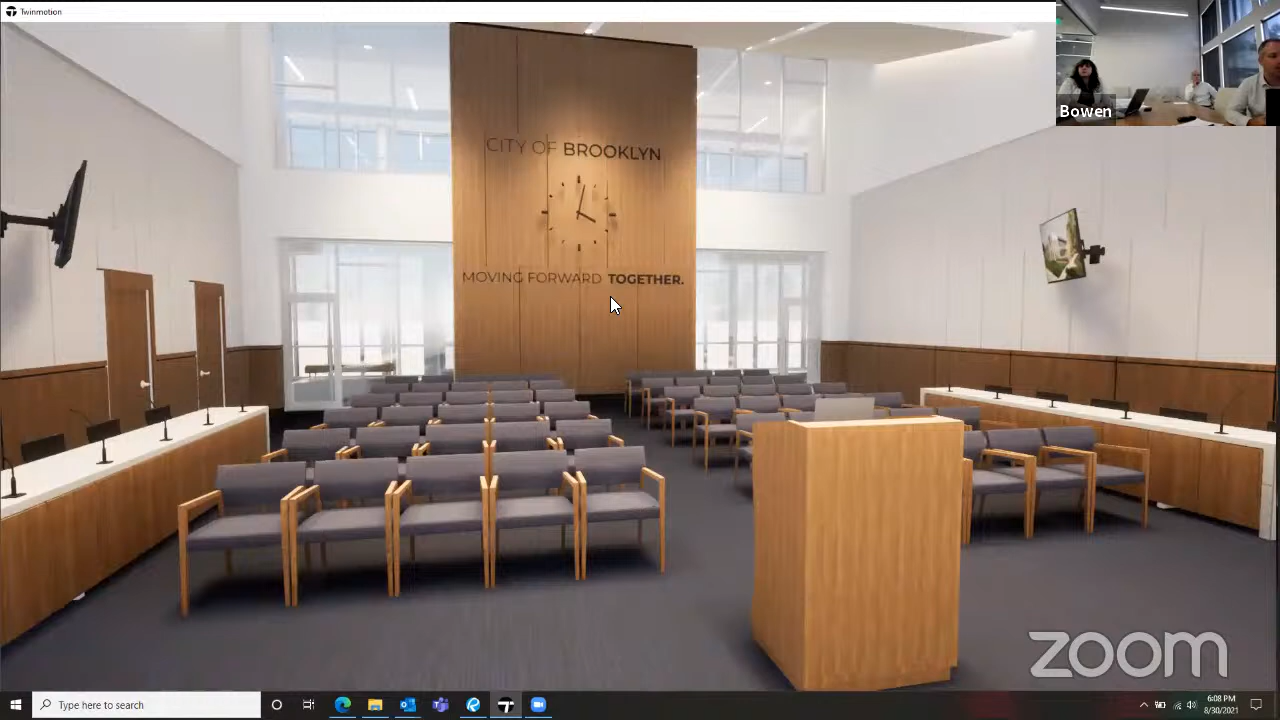 Twinmotion
Bowen
CITY OF BROOKLYN
MOVING FORWARD TOGETHER.
zoom
Type here to search
6:08 PM
8/30/2021